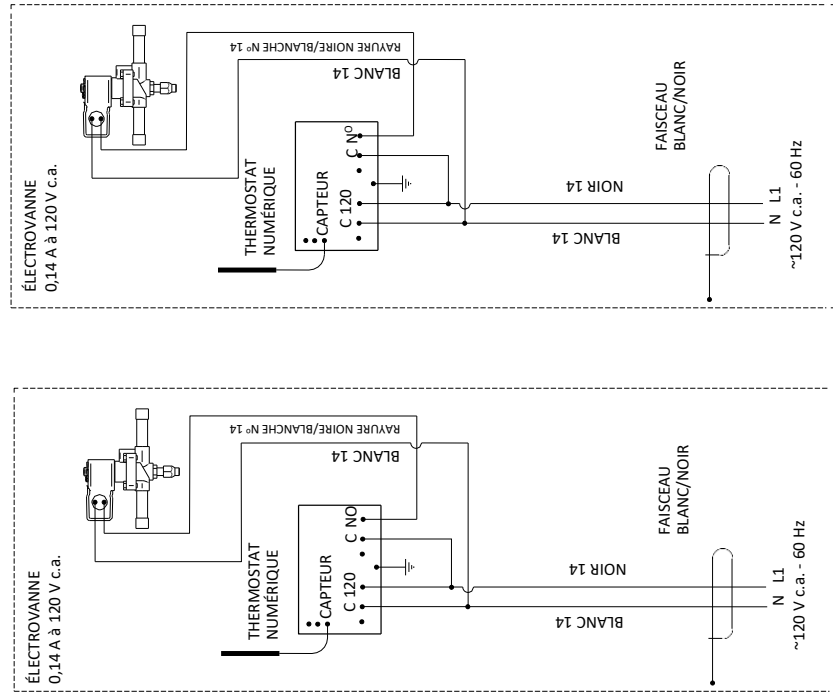 ÉLECTROVANNE
0,14 A à 120 V c.a.
RAYURE NOIRE/BLANCHE Nº 14
BLANC 14
THERMOSTAT
NUMÉRIQUE
CAPTEUR
C 120
C Nº
NOIR 14
BLANC 14
FAISCEAU
BLANC/NOIR
N L1
~120 V c.a. - 60 Hz
ÉLECTROVANNE
0,14 A à 120 V c.a.
RAYURE NOIRE/BLANCHE Nº 14
BLANC 14
THERMOSTAT
NUMÉRIQUE
CAPTEUR
C 120
C NO
NOIR 14
BLANC 14
FAISCEAU
BLANC/NOIR
N L1
~120 V c.a. - 60 Hz